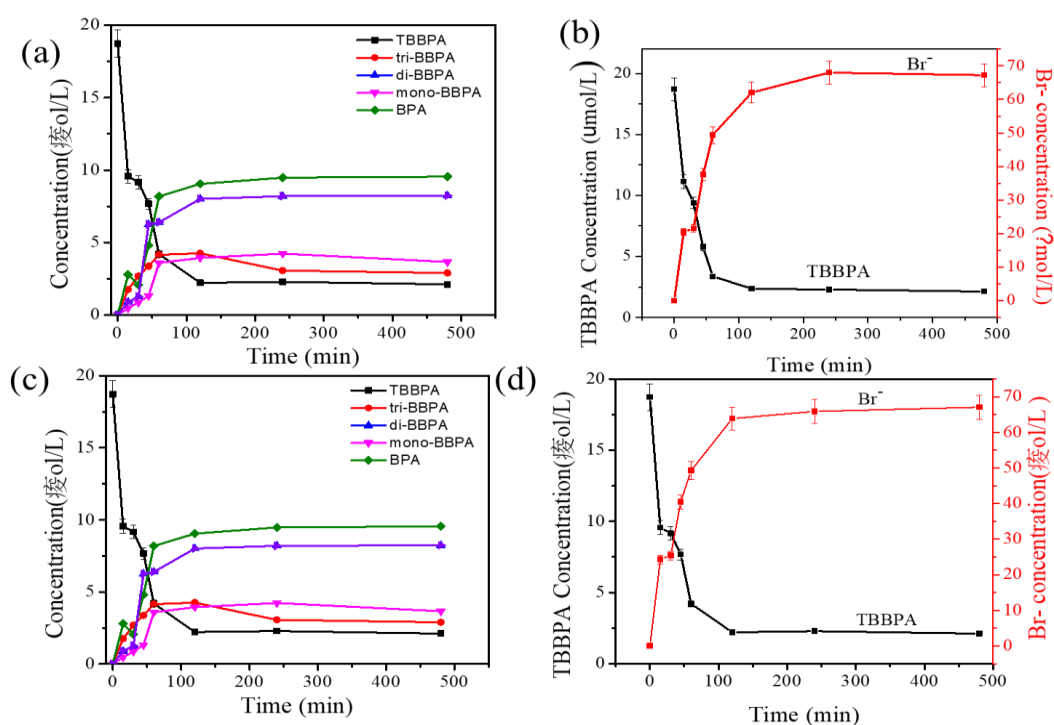 (a)
20
15
10
5
0
Concentration(痠ol/L)
TBBPA
tri-BBPA
di-BBPA
mono-BBPA
BPA
0 100 200 300 400 500
Time (min)
(b)
20
15
10
5
0
TBBPA Concentration (umol/L)
Br⁻
TBBPA
70
60
50
40
30
20
10
0
Br- concentration (?mol/L)
0 100 200 300 400 500
Time (min)
(c)
20
15
10
5
0
Concentration(痠ol/L)
TBBPA
tri-BBPA
di-BBPA
mono-BBPA
BPA
0 100 200 300 400 500
Time (min)
(d)
20
15
10
5
0
TBBPA Concentration(痠ol/L)
Br⁻
TBBPA
70
60
50
40
30
20
10
0
Br- concentration(痠ol/L)
0 100 200 300 400 500
Time (min)